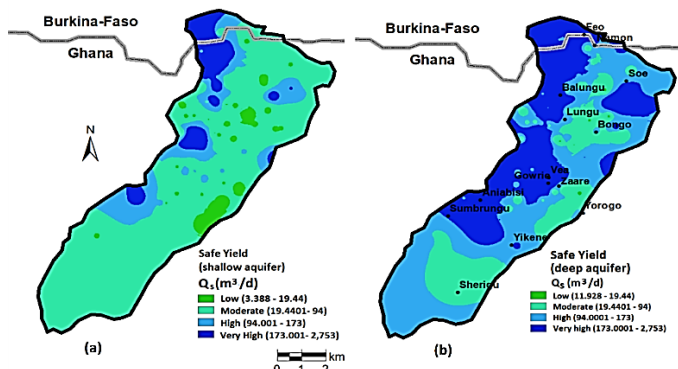 Burkina-Faso
Ghana
N
Safe Yield
(shallow aquifer)
Qs (m³/d)
Low (3.388 - 19.44)
Moderate (19.4401 - 94)
High (94.001 - 173)
Very High (173.001 - 2,753)
(a)
0 1 2
km
Burkina-Faso
Ghana
Feo
Soe
Balungu
Lungu
Bongo
Vea
Gowrie
Zaare
Anlabisi
Sumbrungu
Yorogo
Yikene
Sherigu
Safe Yield
(deep aquifer)
Qs (m³/d)
Low (11.928 - 19.44)
Moderate (19.4401 - 94)
High (94.0001 - 173)
Very high (173.0001 - 2,753)
(b)